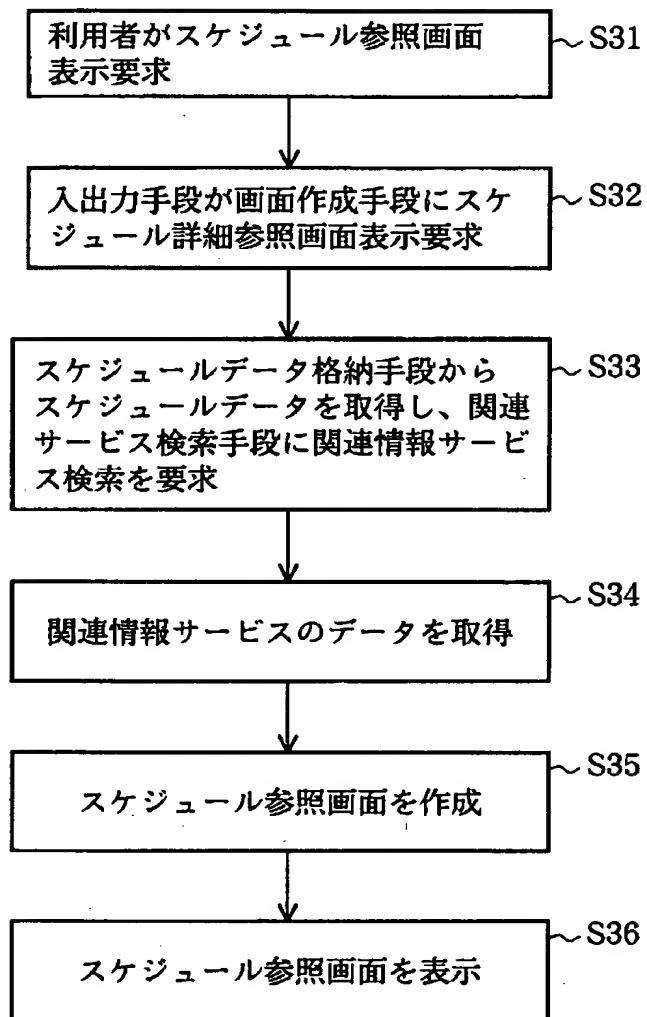 利用者がスケジュール参照画面
表示要求
S31
入出力手段が画面作成手段にスケ
ジュール詳細参照画面表示要求
S32
スケジュールデータ格納手段から
スケジュールデータを取得し、関連
サービス検索手段に関連情報サービ
ス検索を要求
S33
関連情報サービスのデータを取得
S34
スケジュール参照画面を作成
S35
スケジュール参照画面を表示
S36